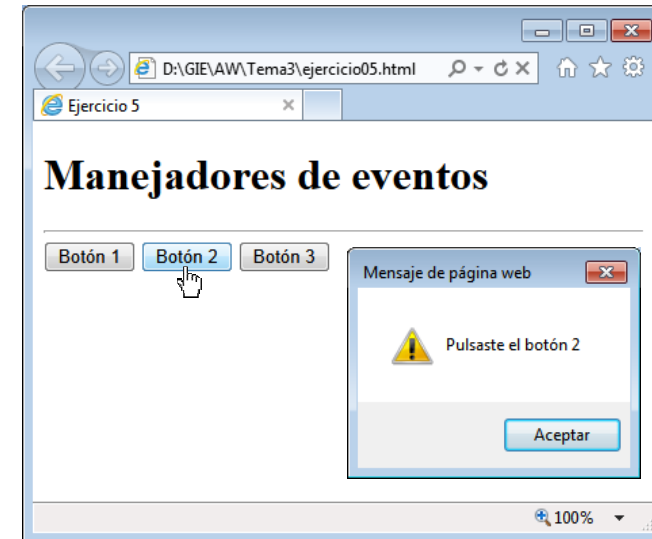 D:\GIE\AW\Tema3\ejercicio05.html
Ejercicio 5
Manejadores de eventos
Botón 1 Botón 2 Botón 3
Mensaje de página web
Pulsaste el botón 2
Aceptar
100%